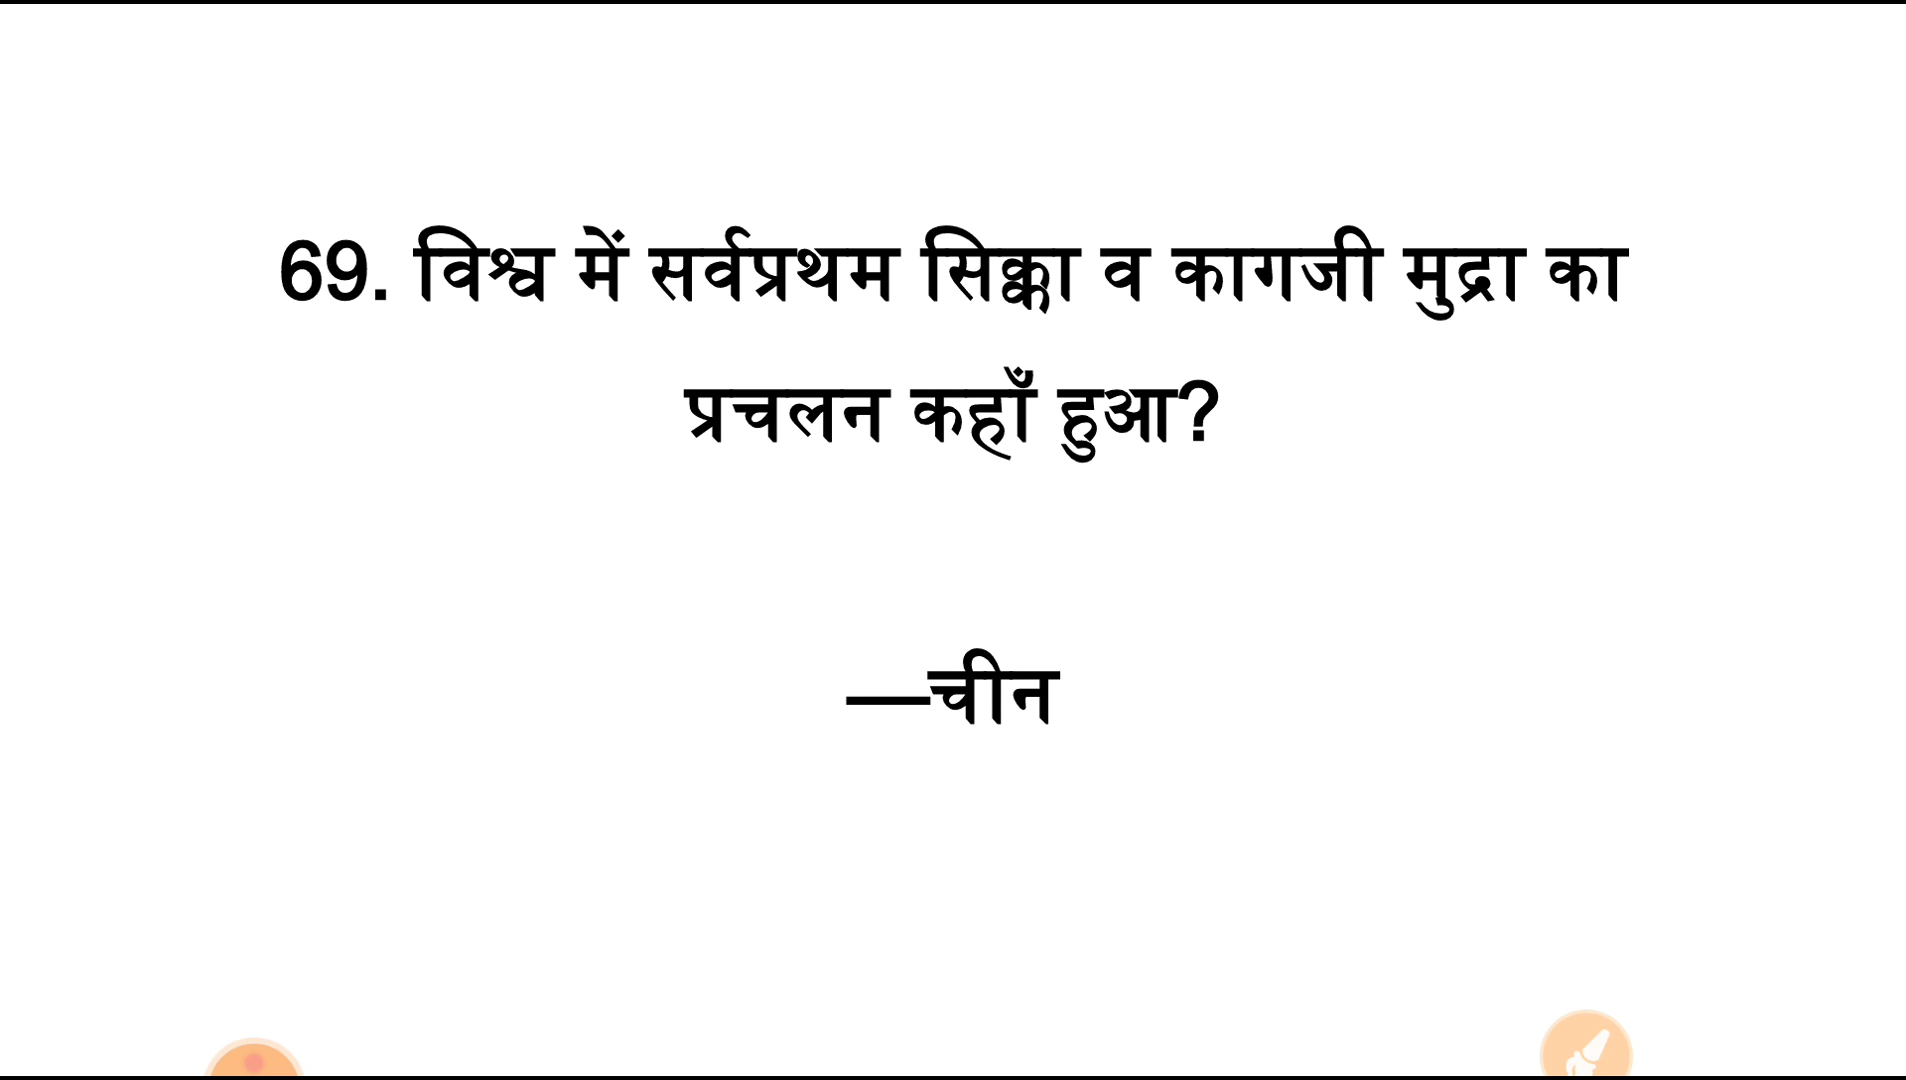 69. विश्व में सर्वप्रथम सिक्का व कागजी मुद्रा का
प्रचलन कहाँ हुआ?
—चीन